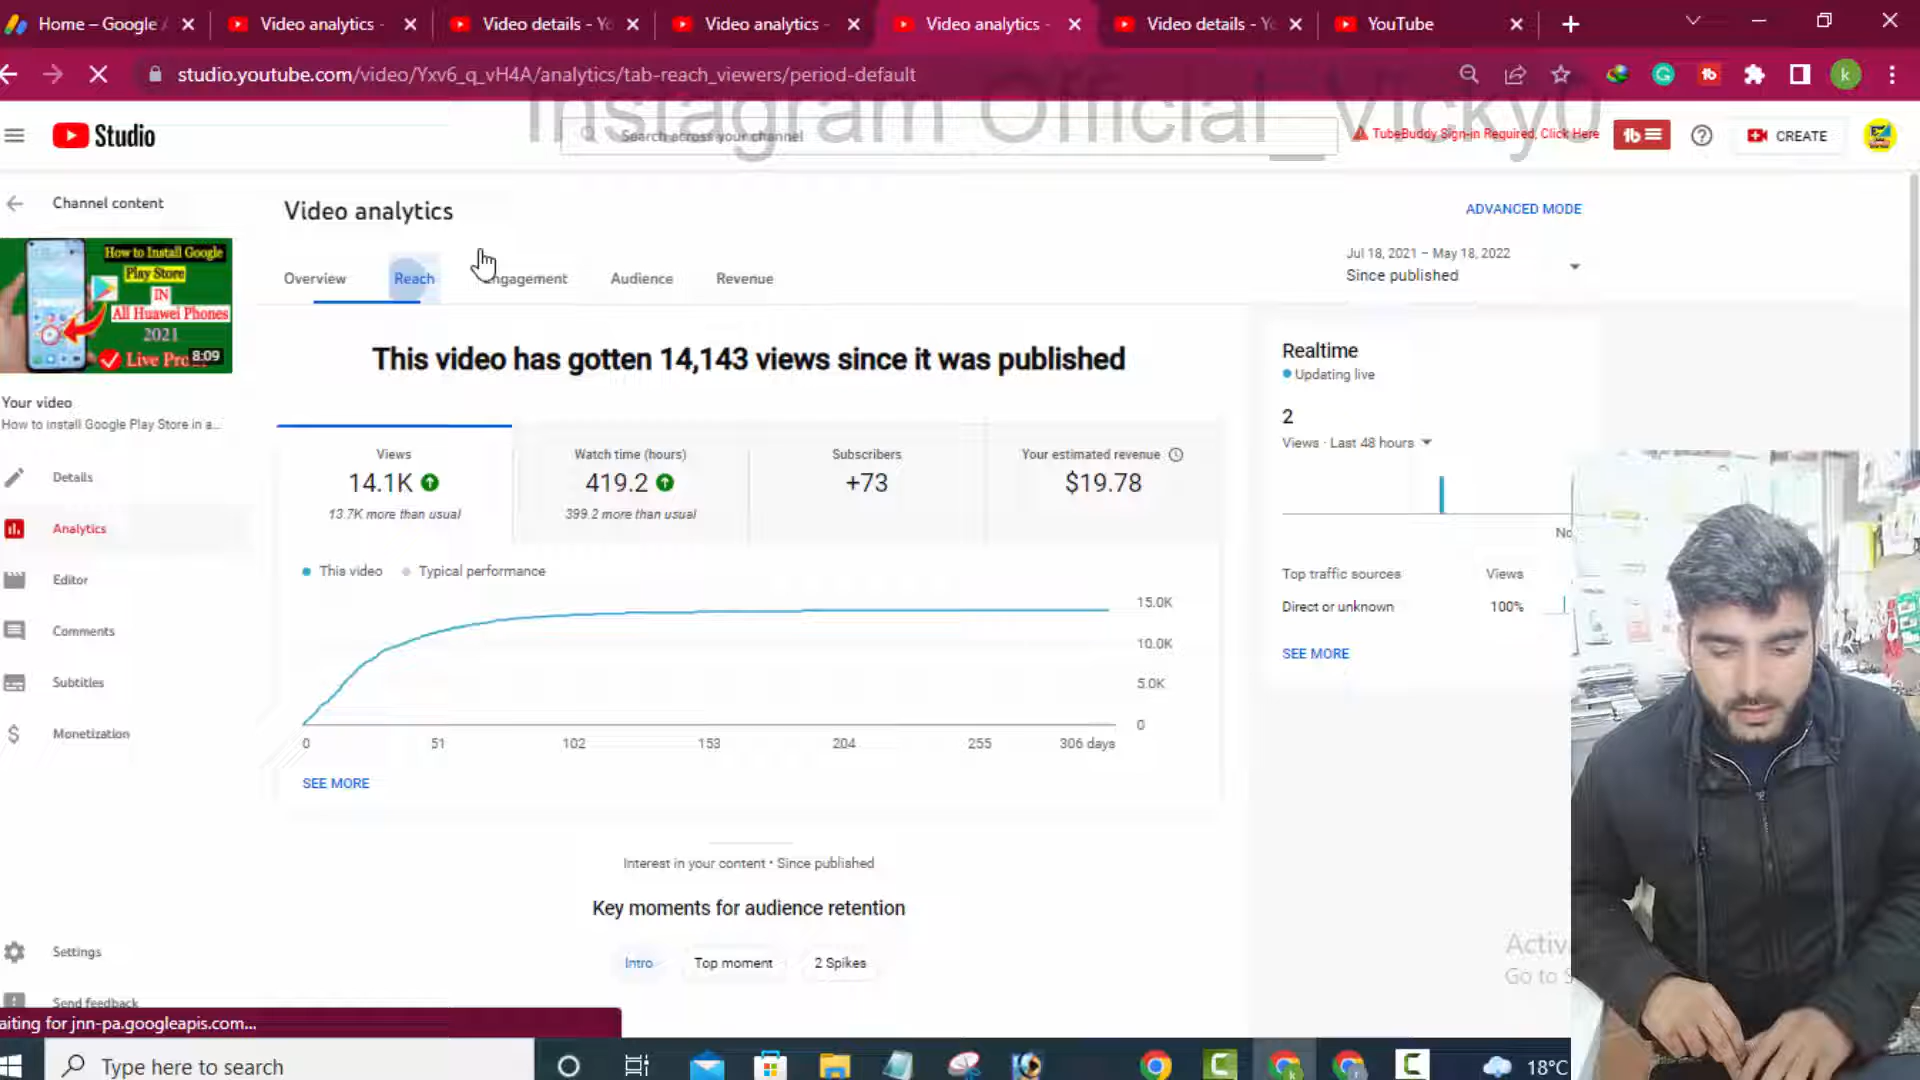 Home – Google
Video analytics -
Video details - Yo
Video analytics -
Video analytics -
Video details - Yo
YouTube
studio.youtube.com/video/Yxv6_q_vH4A/analytics/tab-reach_viewers/period-default
Instagram Official_Vicky0
Studio
Search across your channel
TubeBuddy Sign-in Required, Click Here
CREATE
Channel content
Video analytics
ADVANCED MODE
How to Install Google
Play Store
IN
All Huawei Phones
2021
Live Pro
8:09
Overview
Reach
Engagement
Audience
Revenue
Jul 18, 2021 – May 18, 2022
Since published
This video has gotten 14,143 views since it was published
Realtime
Updating live
2
Views · Last 48 hours
Your video
How to install Google Play Store in a...
Views
14.1K
13.7K more than usual
Watch time (hours)
419.2
399.2 more than usual
Subscribers
+73
Your estimated revenue
$19.78
Details
Analytics
Editor
Comments
Subtitles
Monetization
This video
Typical performance
15.0K
10.0K
5.0K
0
0
51
102
153
204
255
306 days
SEE MORE
Top traffic sources
Views
Direct or unknown
100%
SEE MORE
Interest in your content • Since published
Key moments for audience retention
Intro
Top moment
2 Spikes
Settings
Send feedback
aiting for jnn-pa.googleapis.com...
Type here to search
18°C